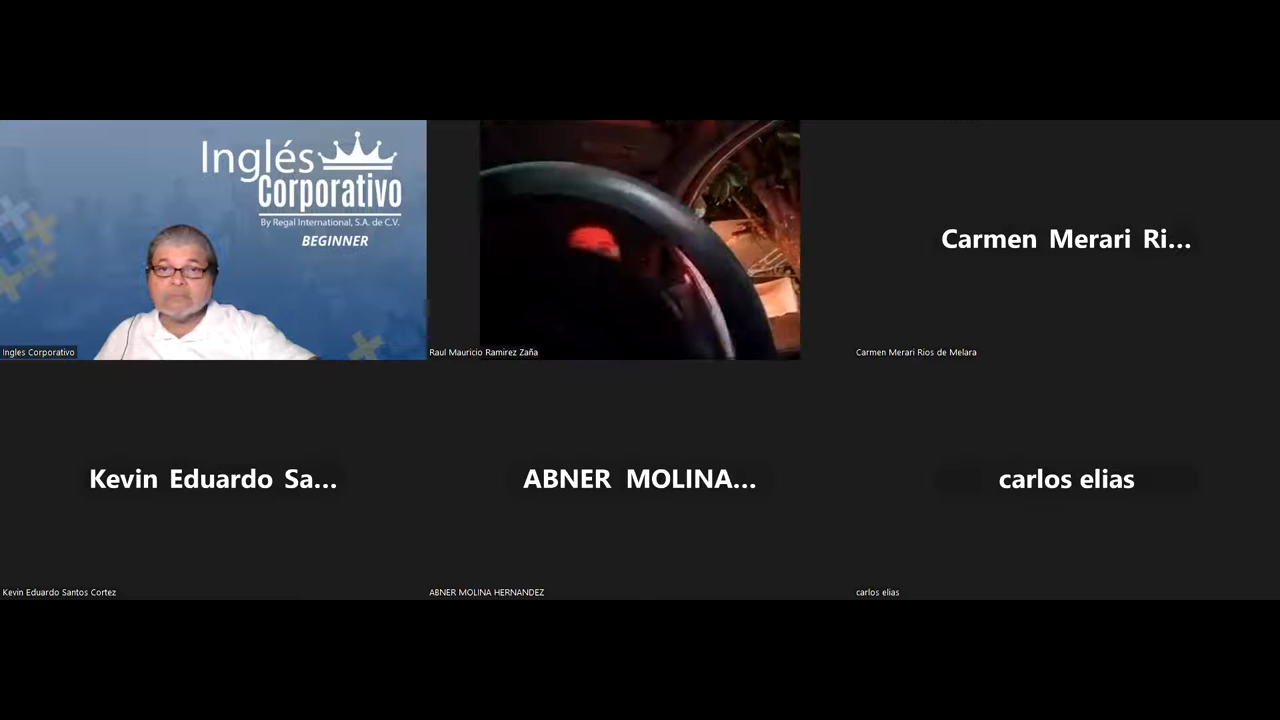 Inglés
Corporativo
By Regal International, S.A. de C.V.
BEGINNER
Ingles Corporativo
Raul Mauricio Ramirez Zaña
Carmen Merari Ri...
Carmen Merari Rios de Melara
Kevin Eduardo Sa...
Kevin Eduardo Santos Cortez
ABNER MOLINA...
ABNER MOLINA HERNANDEZ
carlos elias
carlos elias